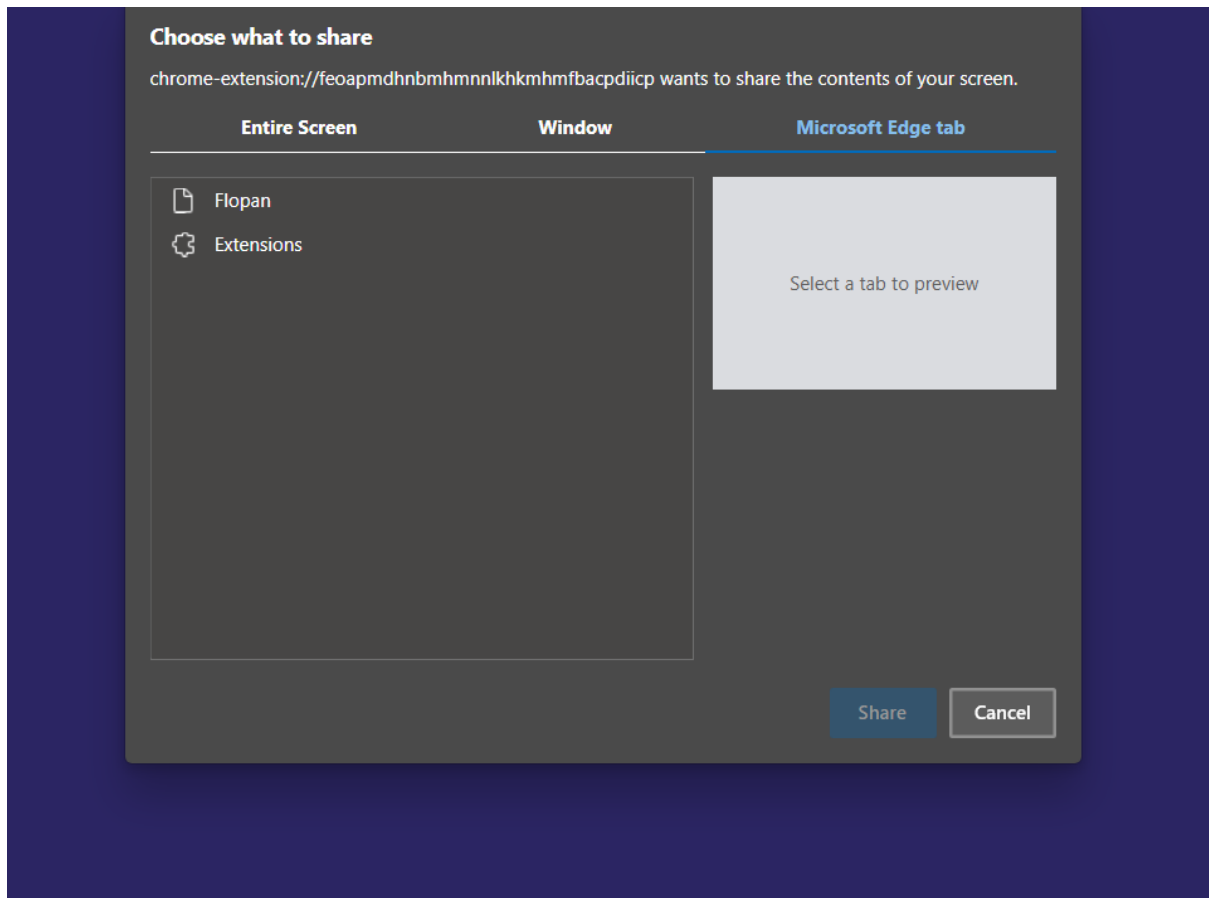 Choose what to share
chrome-extension://feoapmdhnbmhmnnlkhkmhmfbacpdiicp wants to share the contents of your screen.
Entire Screen
Window
Microsoft Edge tab
Flopan
Extensions
Select a tab to preview
Share
Cancel